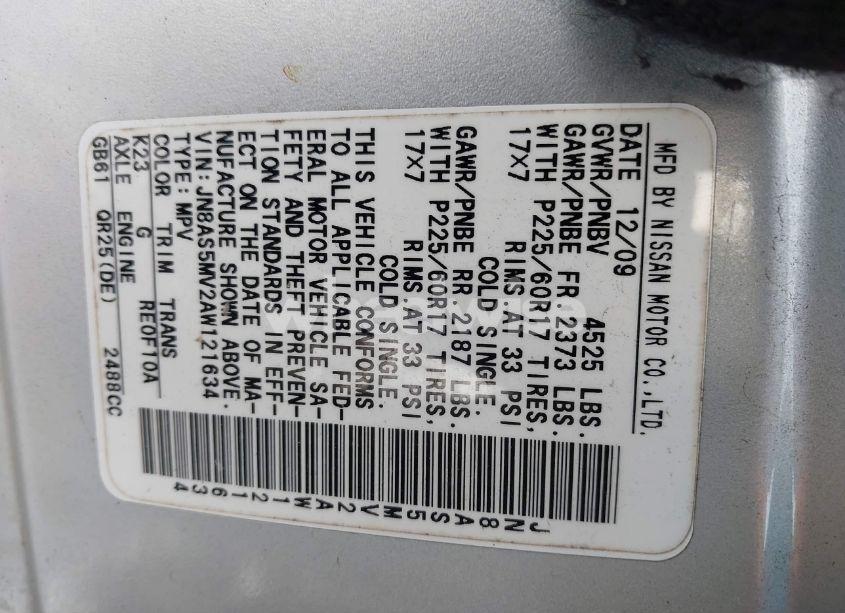 MFD BY NISSAN MOTOR CO.,LTD.
DATE 12/09
GVWR/PNBV 4525 LBS.
GAWR/PNBE FR. 2373 LBS.
WITH P225/60R17 TIRES,
17X7 RIMS AT 33 PSI
COLD SINGLE.
GAWR/PNBE RR. 2187 LBS.
WITH P225/60R17 TIRES,
17X7 RIMS AT 33 PSI
COLD SINGLE.
THIS VEHICLE CONFORMS
TO ALL APPLICABLE FED-
ERAL MOTOR VEHICLE SA-
FETY AND THEFT PREVEN-
TION STANDARDS IN EFF-
ECT ON THE DATE OF MA-
NUFACTURE SHOWN ABOVE.
VIN:JN8AS5MV2AW121634
TYPE:MPV
COLOR TRIM TRANS
K23 G RE0F10A
AXLE ENGINE
GB61 QR25(DE) 2488CC
JN8AS5MV2AW121634